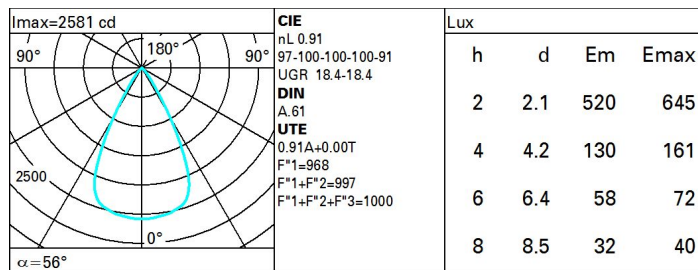 Imax=2581 cd
90°
180°
90°
2500
0°
α=56°
CIE
nL 0.91
97-100-100-100-91
UGR 18.4-18.4
DIN
A.61
UTE
0.91A+0.00T
F"1=968
F"1+F"2=997
F"1+F"2+F"3=1000
Lux
h d Em Emax
2 2.1 520 645
4 4.2 130 161
6 6.4 58 72
8 8.5 32 40